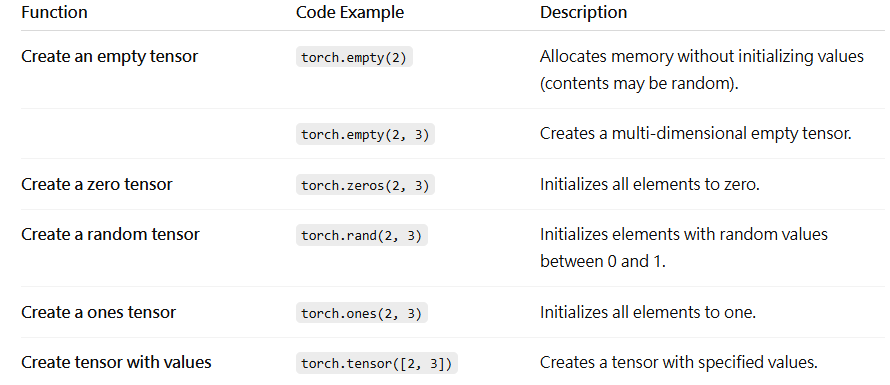 Function Code Example Description
Create an empty tensor torch.empty(2) Allocates memory without initializing values
(contents may be random).
torch.empty(2, 3) Creates a multi-dimensional empty tensor.
Create a zero tensor torch.zeros(2, 3) Initializes all elements to zero.
Create a random tensor torch.rand(2, 3) Initializes elements with random values
between 0 and 1.
Create a ones tensor torch.ones(2, 3) Initializes all elements to one.
Create tensor with values torch.tensor([2, 3]) Creates a tensor with specified values.